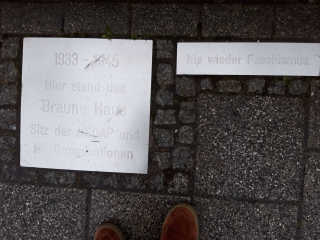 1933 - 1945
Hier stand das
Braune Haus
Sitz der NSDAP und
NS-Organisationen
Nie wieder Faschismus.